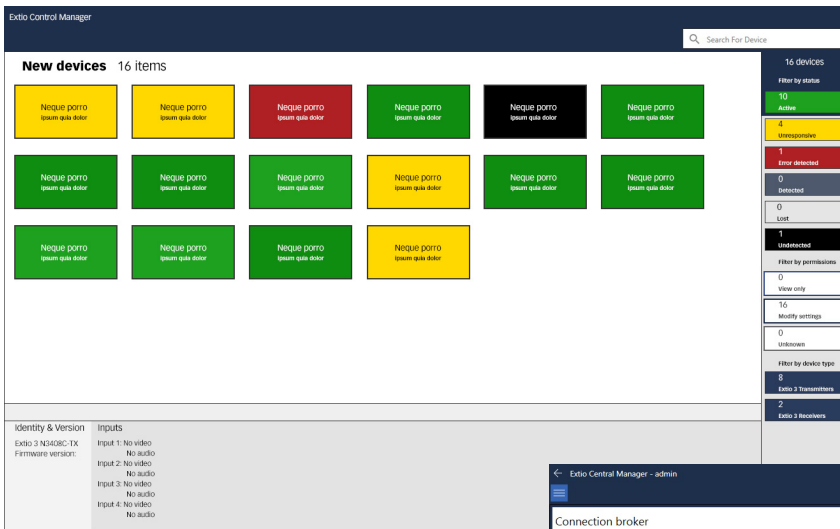 Extio Control Manager
Search For Device
New devices 16 items
Neque porro
ipsum quia dolor
Neque porro
ipsum quia dolor
Neque porro
ipsum quia dolor
Neque porro
ipsum quia dolor
Neque porro
ipsum quia dolor
Neque porro
ipsum quia dolor
Neque porro
ipsum quia dolor
Neque porro
ipsum quia dolor
Neque porro
ipsum quia dolor
Neque porro
ipsum quia dolor
Neque porro
ipsum quia dolor
Neque porro
ipsum quia dolor
Neque porro
ipsum quia dolor
Neque porro
ipsum quia dolor
Neque porro
ipsum quia dolor
Neque porro
ipsum quia dolor
16 devices
Filter by status
10
Active
4
Unresponsive
1
Error detected
0
Detected
0
Lost
1
Undetected
Filter by permissions
0
View only
16
Modify settings
0
Unknown
Filter by device type
8
Extio 3 Transmitters
2
Extio 3 Receivers
Identity & Version
Extio 3 N3408C-TX
Firmware version:
Inputs
Input 1: No video
No audio
Input 2: No video
No audio
Input 3: No video
No audio
Input 4: No video
No audio
Extio Central Manager - admin
Connection broker